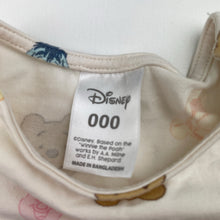 Disney
000
©Disney. Based on the
"Winnie the Pooh"
works by A.A. Milne
and E.H. Shepard
MADE IN BANGLADESH